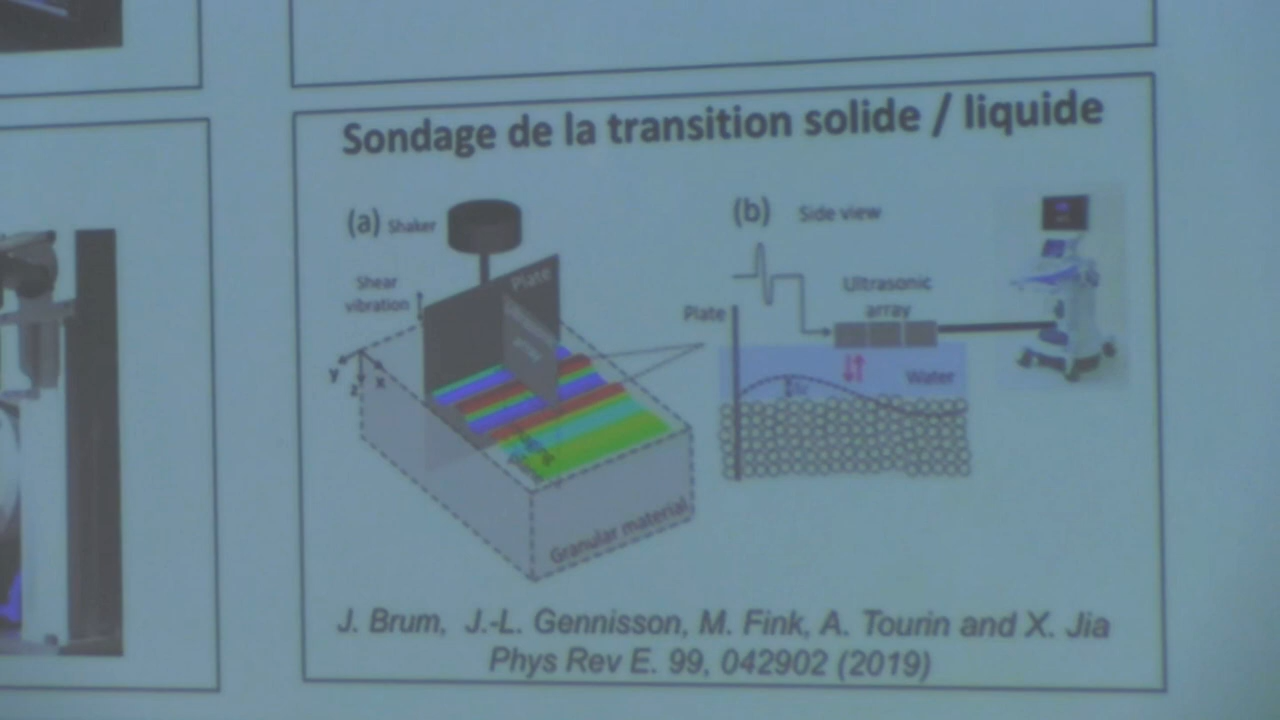 Sondage de la transition solide / liquide
(a) Shaker
Shear
vibration
Plate
array
y
z
x
Granular material
(b) Side view
Ultrasonic
array
Plate
Water
J. Brum, J.-L. Gennisson, M. Fink, A. Tourin and X. Jia
Phys Rev E. 99, 042902 (2019)